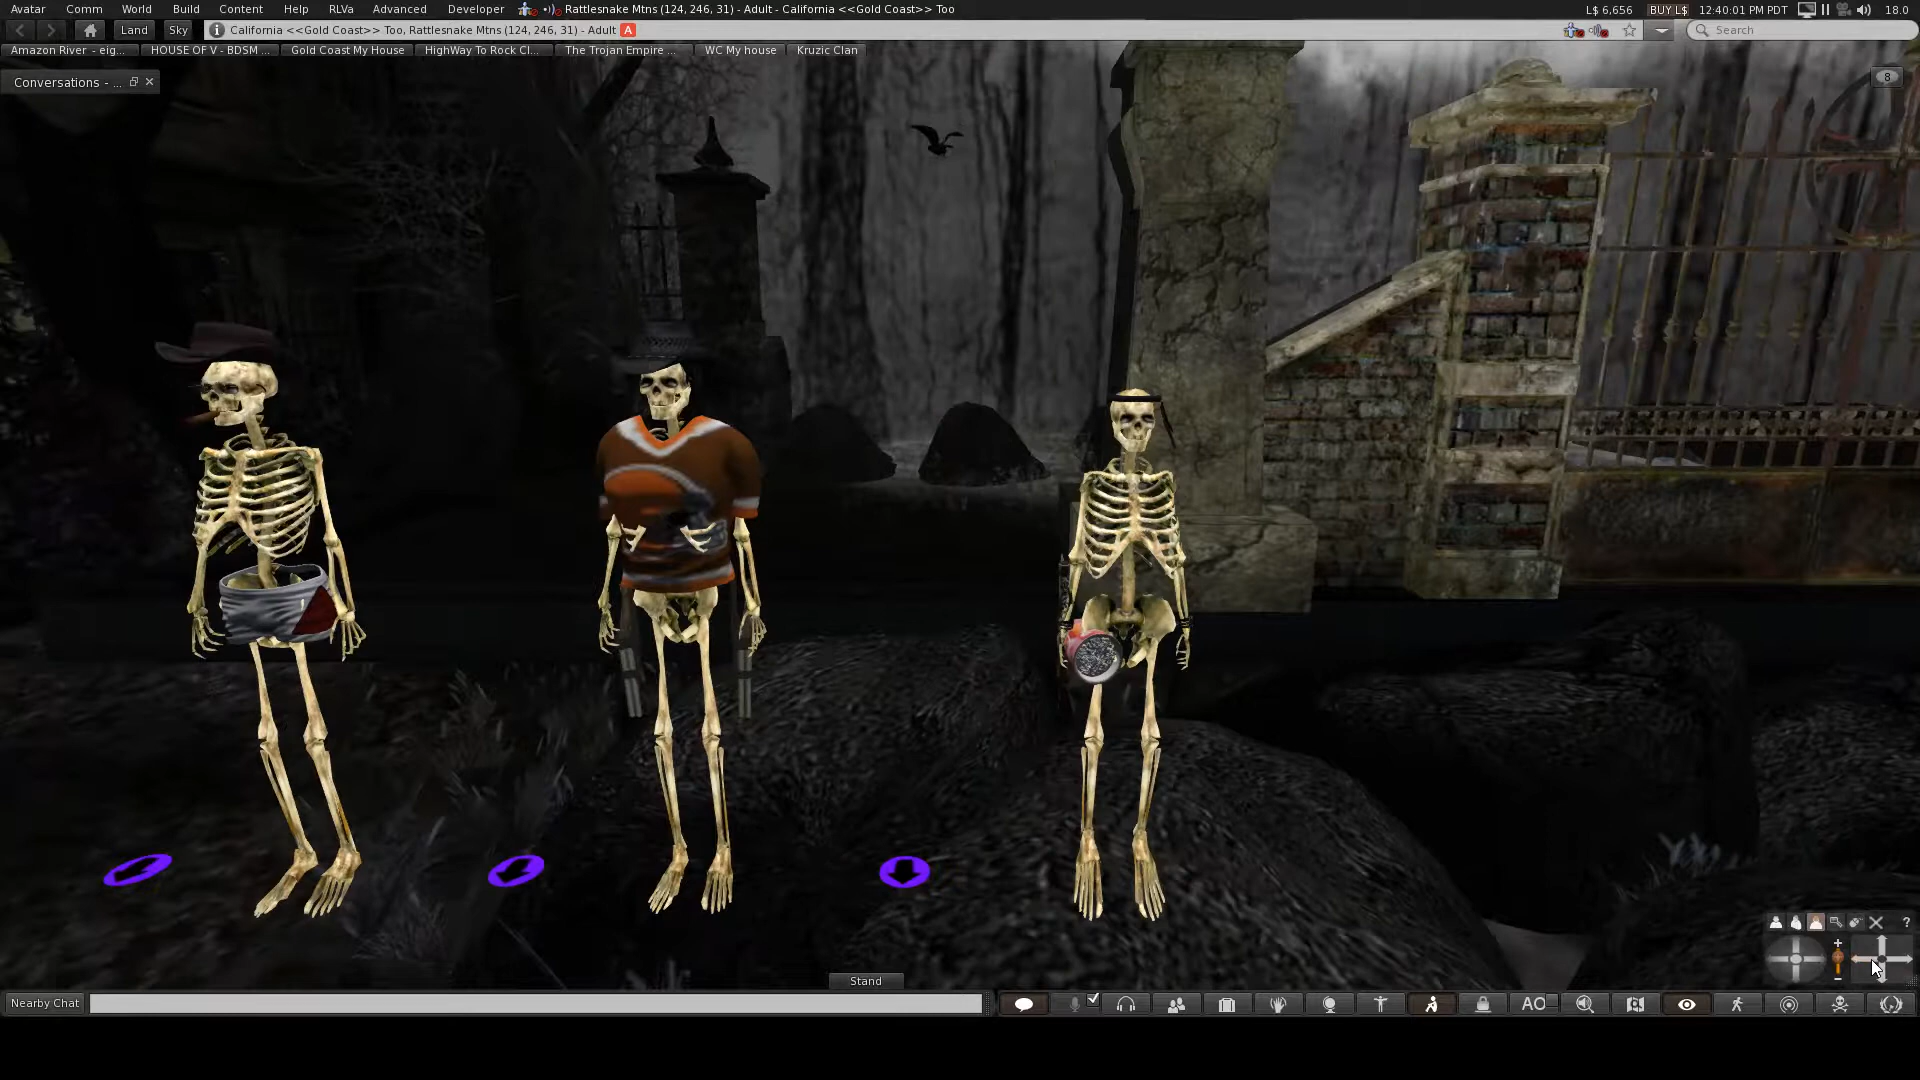 Avatar Comm World Build Content Help RLVa Advanced Developer Rattlesnake Mtns (124, 246, 31) - Adult - California <<Gold Coast>> Too L$ 6,656 BUY L$ 12:40:01 PM PDT 18.0
Land Sky California <<Gold Coast>> Too, Rattlesnake Mtns (124, 246, 31) - Adult A Search
Amazon River - eig... HOUSE OF V - BDSM ... Gold Coast My House HighWay To Rock Cl... The Trojan Empire ... WC My house Kruzic Clan
Conversations - ... 8
?
+
-
Stand
Nearby Chat AO